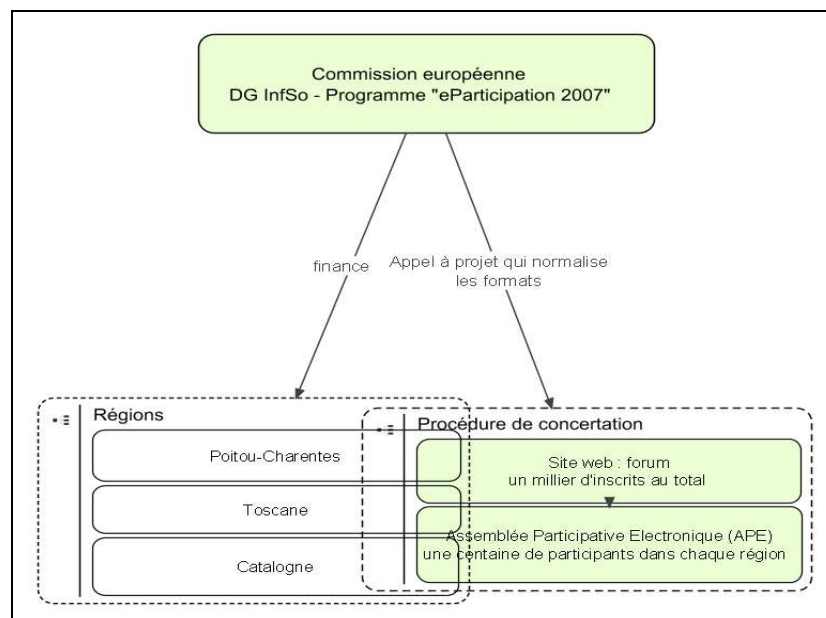 Commission européenne
DG InfSo - Programme "eParticipation 2007"
finance
Appel à projet qui normalise
les formats
Régions
Poitou-Charentes
Toscane
Catalogne
Procédure de concertation
Site web : forum
un millier d'inscrits au total
Assemblée Participative Electronique (APE)
une centaine de participants dans chaque région